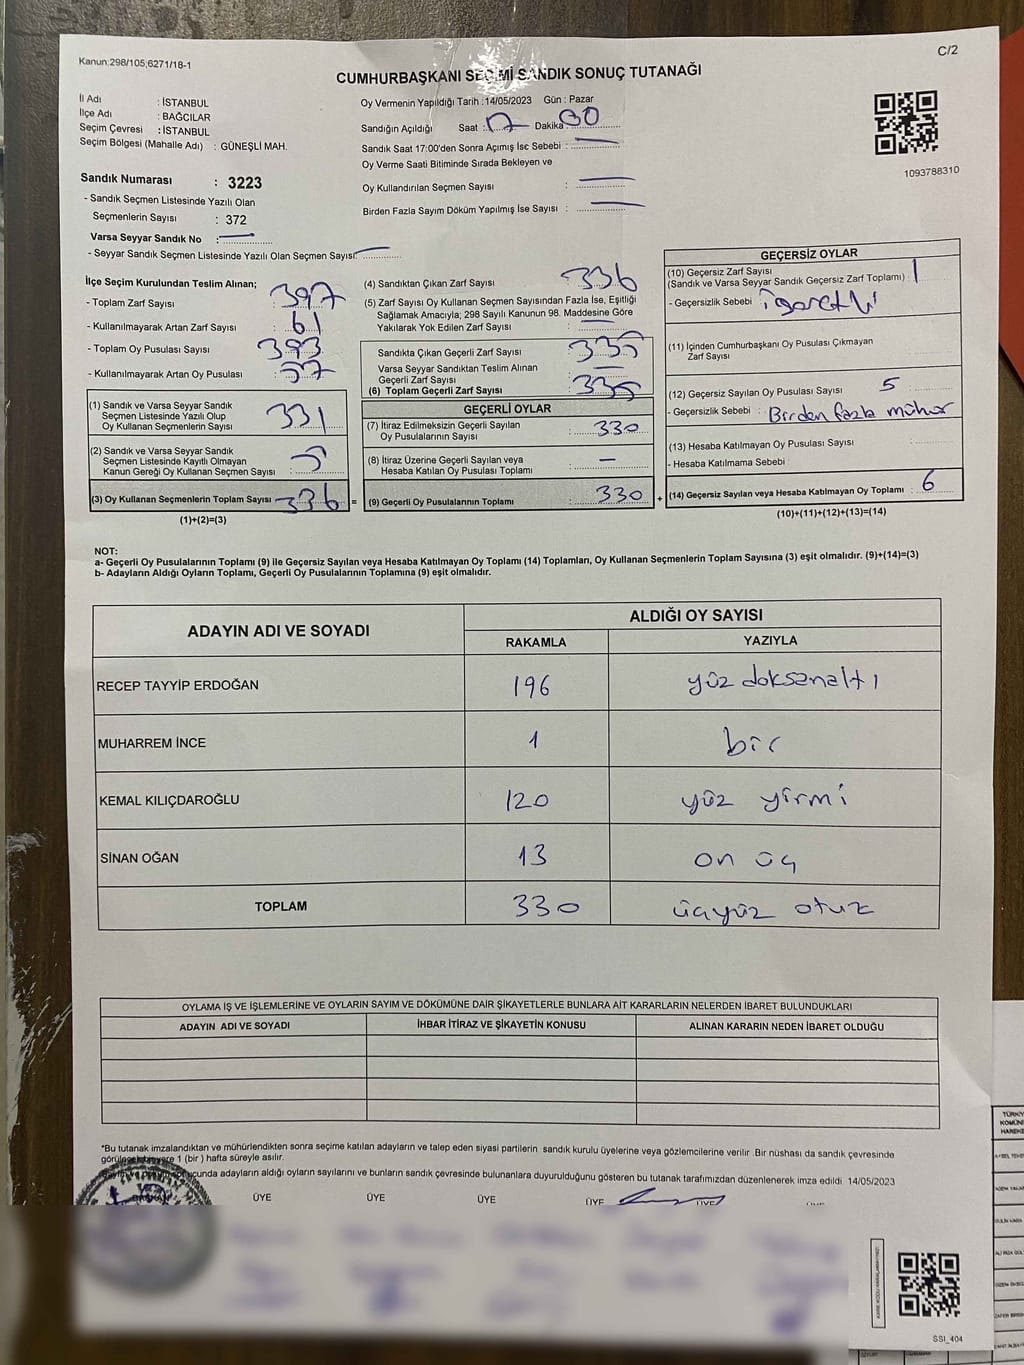 Kanun:298/105;6271/18-1
C/2
CUMHURBAŞKANI SEÇİMİ SANDIK SONUÇ TUTANAĞI
İl Adı : İSTANBUL
İlçe Adı : BAĞCILAR
Seçim Çevresi : İSTANBUL
Seçim Bölgesi (Mahalle Adı) : GÜNEŞLİ MAH.
Oy Vermenin Yapıldığı Tarih :14/05/2023 Gün : Pazar
Sandığın Açıldığı Saat : 17 Dakika : 00
Sandık Saat 17:00'den Sonra Açımış İse Sebebi :
Oy Verme Saati Bitiminde Sırada Bekleyen ve
Oy Kullandırılan Seçmen Sayısı :
Birden Fazla Sayım Döküm Yapılmış İse Sayısı :
1093788310
Sandık Numarası : 3223
- Sandık Seçmen Listesinde Yazılı Olan
Seçmenlerin Sayısı : 372
Varsa Seyyar Sandık No :
- Seyyar Sandık Seçmen Listesinde Yazılı Olan Seçmen Sayısı:
İlçe Seçim Kurulundan Teslim Alınan;
- Toplam Zarf Sayısı : 397
- Kullanılmayarak Artan Zarf Sayısı : 61
- Toplam Oy Pusulası Sayısı : 393
- Kullanılmayarak Artan Oy Pusulası : 57
(1) Sandık ve Varsa Seyyar Sandık
Seçmen Listesinde Yazılı Olup
Oy Kullanan Seçmenlerin Sayısı : 331
(2) Sandık ve Varsa Seyyar Sandık
Seçmen Listesinde Kayıtlı Olmayan
Kanun Gereği Oy Kullanan Seçmen Sayısı : 5
(3) Oy Kullanan Seçmenlerin Toplam Sayısı : 336 =
(1)+(2)=(3)
(4) Sandıktan Çıkan Zarf Sayısı : 336
(5) Zarf Sayısı Oy Kullanan Seçmen Sayısından Fazla İse, Eşitliği
Sağlamak Amacıyla; 298 Sayılı Kanunun 98. Maddesine Göre
Yakılarak Yok Edilen Zarf Sayısı :
Sandıkta Çıkan Geçerli Zarf Sayısı : 335
Varsa Seyyar Sandıktan Teslim Alınan
Geçerli Zarf Sayısı :
(6) Toplam Geçerli Zarf Sayısı : 335
GEÇERLİ OYLAR
(7) İtiraz Edilmeksizin Geçerli Sayılan
Oy Pusulalarının Sayısı : 330
(8) İtiraz Üzerine Geçerli Sayılan veya
Hesaba Katılan Oy Pusulası Toplamı : —
(9) Geçerli Oy Pusulalarının Toplamı : 330 +
GEÇERSİZ OYLAR
(10) Geçersiz Zarf Sayısı
(Sandık ve Varsa Seyyar Sandık Geçersiz Zarf Toplamı) : 1
- Geçersizlik Sebebi : işaretli
(11) İçinden Cumhurbaşkanı Oy Pusulası Çıkmayan
Zarf Sayısı
(12) Geçersiz Sayılan Oy Pusulası Sayısı : 5
- Geçersizlik Sebebi : Birden fazla mühür
(13) Hesaba Katılmayan Oy Pusulası Sayısı :
- Hesaba Katılmama Sebebi :
(14) Geçersiz Sayılan veya Hesaba Katılmayan Oy Toplamı : 6
(10)+(11)+(12)+(13)=(14)
NOT:
a- Geçerli Oy Pusulalarının Toplamı (9) ile Geçersiz Sayılan veya Hesaba Katılmayan Oy Toplamı (14) Toplamları, Oy Kullanan Seçmenlerin Toplam Sayısına (3) eşit olmalıdır. (9)+(14)=(3)
b- Adayların Aldığı Oyların Toplamı, Geçerli Oy Pusulalarının Toplamına (9) eşit olmalıdır.
ADAYIN ADI VE SOYADI
ALDIĞI OY SAYISI
RAKAMLA YAZIYLA
RECEP TAYYİP ERDOĞAN 196 yüz doksanaltı
MUHARREM İNCE 1 bir
KEMAL KILIÇDAROĞLU 120 yüz yirmi
SİNAN OĞAN 13 on üç
TOPLAM 330 üçyüz otuz
OYLAMA İŞ VE İŞLEMLERİNE VE OYLARIN SAYIM VE DÖKÜMÜNE DAİR ŞİKAYETLERLE BUNLARA AİT KARARLARIN NELERDEN İBARET BULUNDUKLARI
ADAYIN ADI VE SOYADI İHBAR İTİRAZ VE ŞİKAYETİN KONUSU ALINAN KARARIN NEDEN İBARET OLDUĞU
*Bu tutanak imzalandıktan ve mühürlendikten sonra seçime katılan adayların ve talep eden siyasi partilerin sandık kurulu üyelerine veya gözlemcilerine verilir. Bir nüshası da sandık çevresinde
1 (bir ) hafta süreyle asılır.
adayların aldığı oyların sayılarını ve bunların sandık çevresinde bulunanlara duyurulduğunu gösteren bu tutanak tarafımızdan düzenlenerek imza edildi 14/05/2023
ÜYE ÜYE ÜYE ÜYE ÜYE
SSI_404